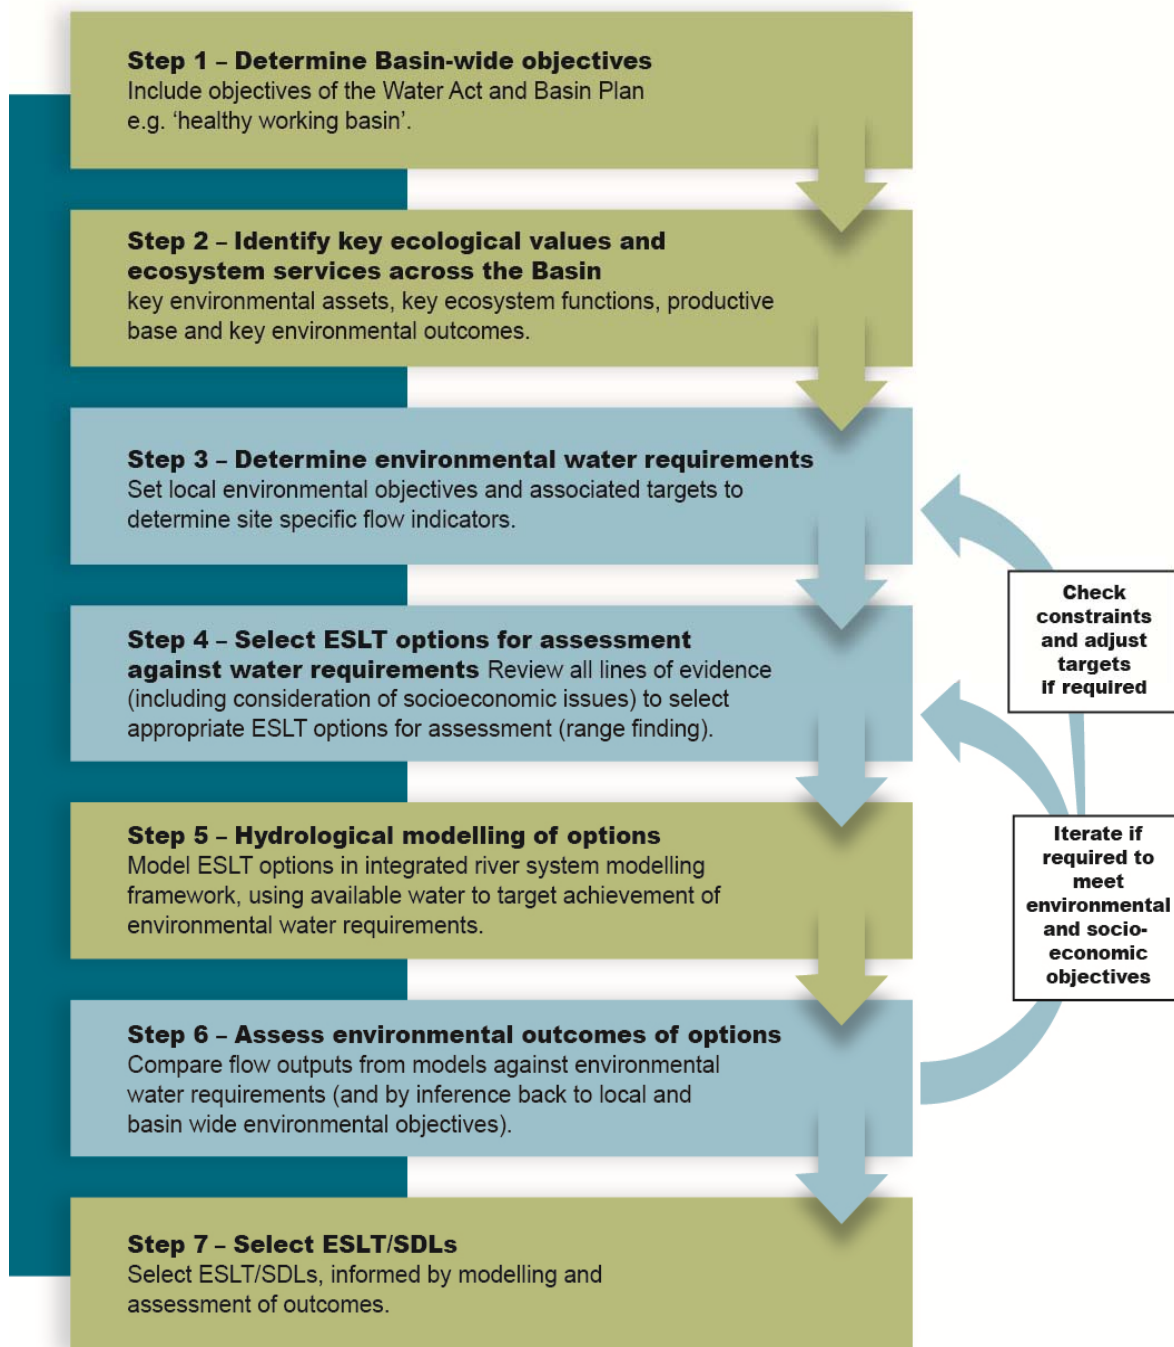 Step 1 – Determine Basin-wide objectives
Include objectives of the Water Act and Basin Plan
e.g. ‘healthy working basin’.
Step 2 – Identify key ecological values and
ecosystem services across the Basin
key environmental assets, key ecosystem functions, productive
base and key environmental outcomes.
Step 3 – Determine environmental water requirements
Set local environmental objectives and associated targets to
determine site specific flow indicators.
Step 4 – Select ESLT options for assessment
against water requirements Review all lines of evidence
(including consideration of socioeconomic issues) to select
appropriate ESLT options for assessment (range finding).
Step 5 – Hydrological modelling of options
Model ESLT options in integrated river system modelling
framework, using available water to target achievement of
environmental water requirements.
Step 6 – Assess environmental outcomes of options
Compare flow outputs from models against environmental
water requirements (and by inference back to local and
basin wide environmental objectives).
Step 7 – Select ESLT/SDLs
Select ESLT/SDLs, informed by modelling and
assessment of outcomes.
Check
constraints
and adjust
targets
if required
Iterate if
required to
meet
environmental
and socio-
economic
objectives